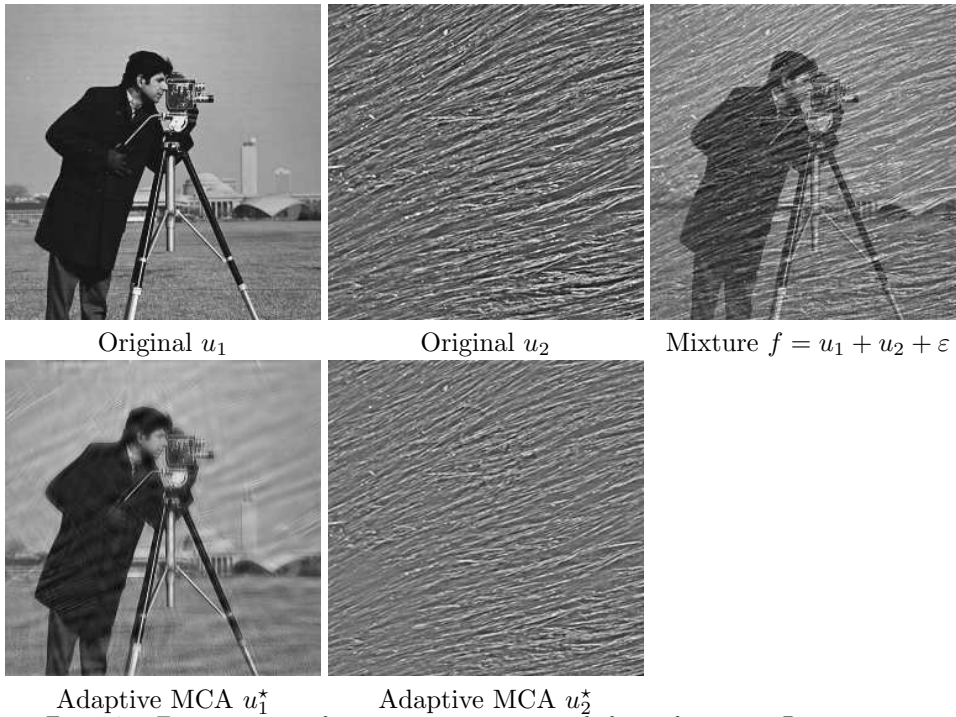 Original u₁
Original u₂
Mixture f = u₁ + u₂ + ε
Adaptive MCA u₁⋆
Adaptive MCA u₂⋆